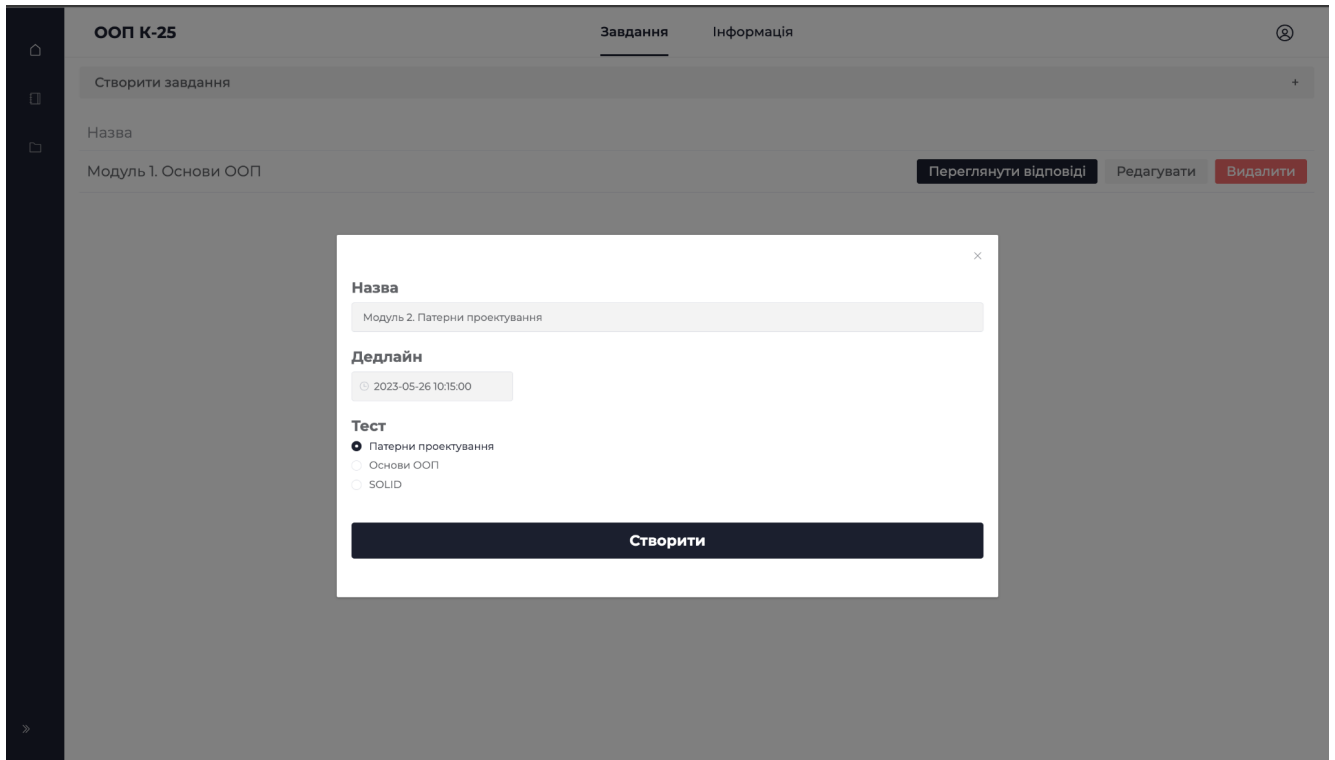 ООП К-25
Завдання
Інформація
Створити завдання
+
Назва
Модуль 1. Основи ООП
Переглянути відповіді
Редагувати
Видалити
Назва
Модуль 2. Патерни проектування
Дедлайн
2023-05-26 10:15:00
Тест
Патерни проектування
Основи ООП
SOLID
Створити